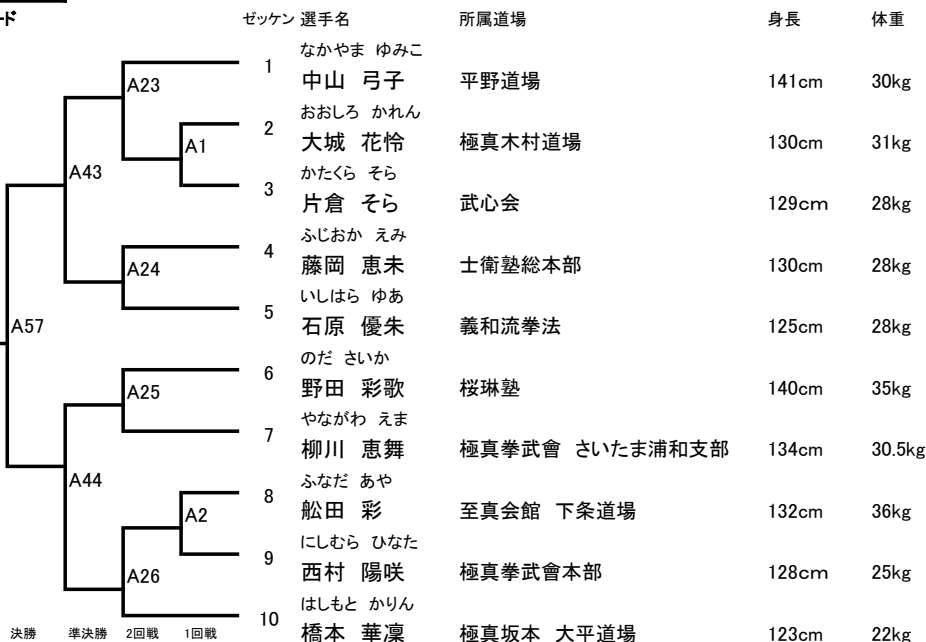 ード
ゼッケン 選手名 所属道場 身長 体重
なかやま ゆみこ
1 中山 弓子 平野道場 141cm 30kg
A23
おおしろ かれん
2 大城 花怜 極真木村道場 130cm 31kg
A1
A43
かたくら そら
3 片倉 そら 武心会 129cm 28kg
ふじおか えみ
4 藤岡 恵未 士衛塾総本部 130cm 28kg
A24
いしはら ゆあ
5 石原 優朱 義和流拳法 125cm 28kg
A57
のだ さいか
6 野田 彩歌 桜琳塾 140cm 35kg
A25
やながわ えま
7 柳川 恵舞 極真拳武會 さいたま浦和支部 134cm 30.5kg
A44
ふなだ あや
8 舩田 彩 至真会館 下条道場 132cm 36kg
A2
にしむら ひなた
9 西村 陽咲 極真拳武會本部 128cm 25kg
A26
はしもと かりん
10 橋本 華凜 極真坂本 大平道場 123cm 22kg
決勝 準決勝 2回戦 1回戦